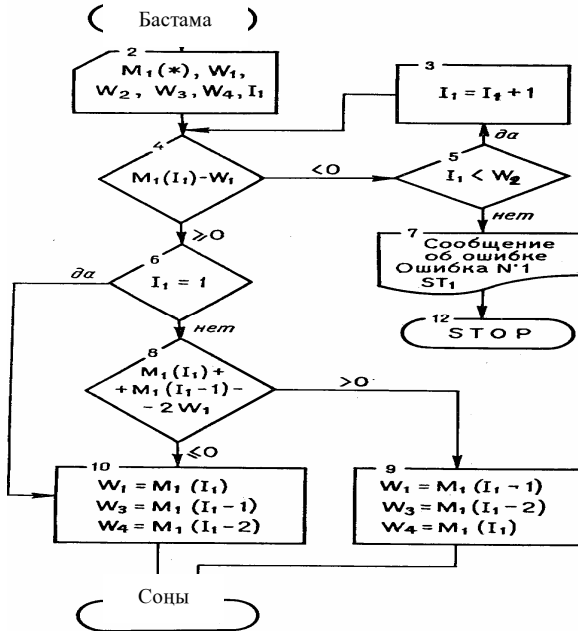 Бастама
2
M₁(*), W₁,
W₂, W₃, W₄, I₁
3
I₁ = I₁ + 1
4
M₁(I₁) - W₁
<0
да
5
I₁ < W₂
нет
≥0
6
да
I₁ = 1
нет
7
Сообщение
об ошибке
Ошибка N°1
ST₁
12
STOP
8
M₁(I₁) +
+ M₁(I₁-1) -
- 2W₁
>0
≤0
10
W₁ = M₁(I₁)
W₃ = M₁(I₁-1)
W₄ = M₁(I₁-2)
9
W₁ = M₁(I₁-1)
W₃ = M₁(I₁-2)
W₄ = M₁(I₁)
Соңы